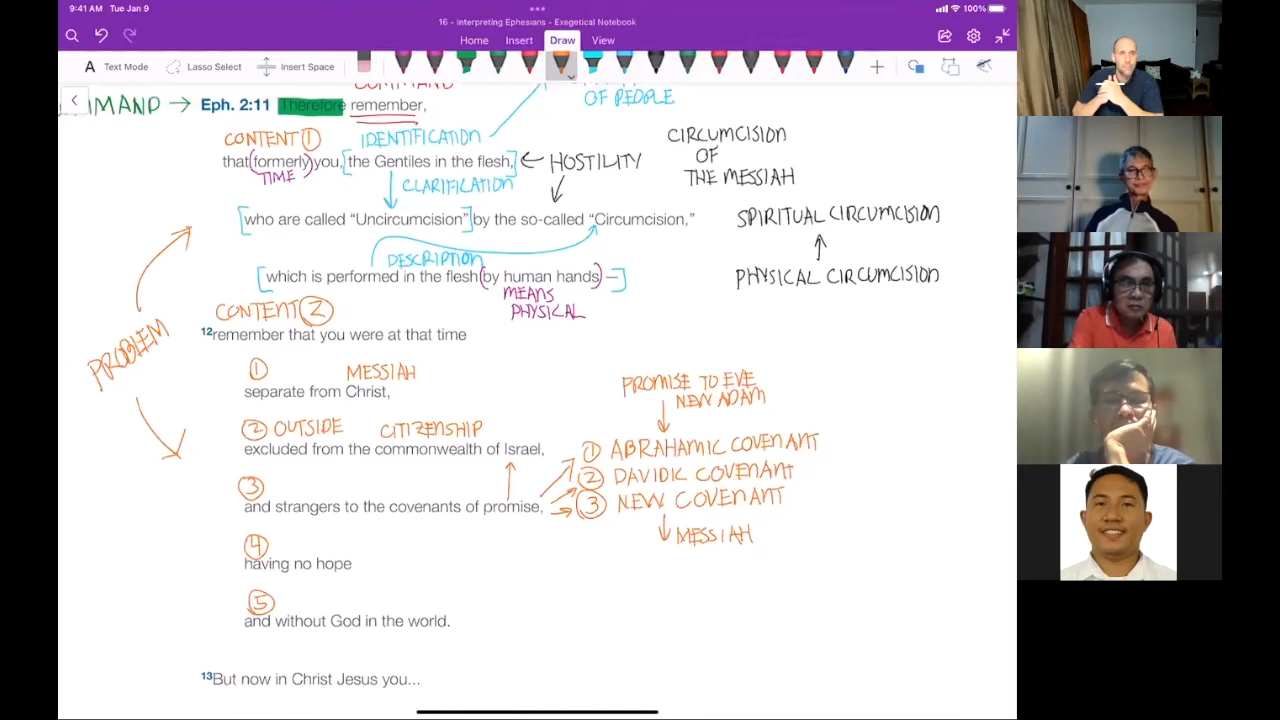 9:41 AM Tue Jan 9
100%
16 - Interpreting Ephesians - Exegetical Notebook
Home Insert Draw View
A Text Mode Lasso Select Insert Space
COMMAND
OF PEOPLE
MMAND → Eph. 2:11 Therefore remember,
CONTENT ① IDENTIFICATION
CIRCUMCISION
OF
THE MESSIAH
that (formerly) you, [the Gentiles in the flesh,] ← HOSTILITY
TIME
CLARIFICATION
[who are called “Uncircumcision”] by the so-called “Circumcision,”
SPIRITUAL CIRCUMCISION
↑
PHYSICAL CIRCUMCISION
DESCRIPTION
[which is performed in the flesh (by human hands) —]
MEANS
PHYSICAL
CONTENT ②
12remember that you were at that time
PROBLEM
① MESSIAH
separate from Christ,
② OUTSIDE CITIZENSHIP
excluded from the commonwealth of Israel,
③
and strangers to the covenants of promise,
PROMISE TO EVE
NEW ADAM
① ABRAHAMIC COVENANT
② DAVIDIC COVENANT
③ NEW COVENANT
↓ MESSIAH
④
having no hope
⑤
and without God in the world.
13But now in Christ Jesus you...